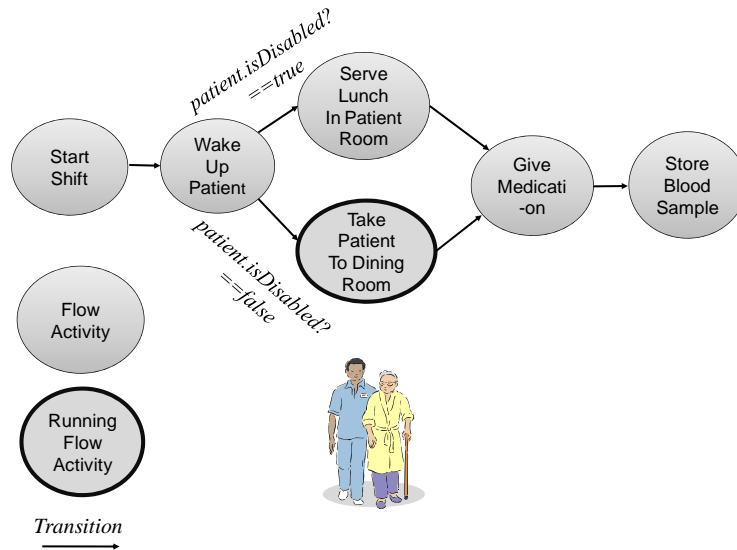 patient.isDisabled?
==true
Serve
Lunch
In Patient
Room
Start
Shift
Wake
Up
Patient
Give
Medicati
-on
Store
Blood
Sample
Take
Patient
To Dining
Room
patient.isDisabled?
==false
Flow
Activity
Running
Flow
Activity
Transition